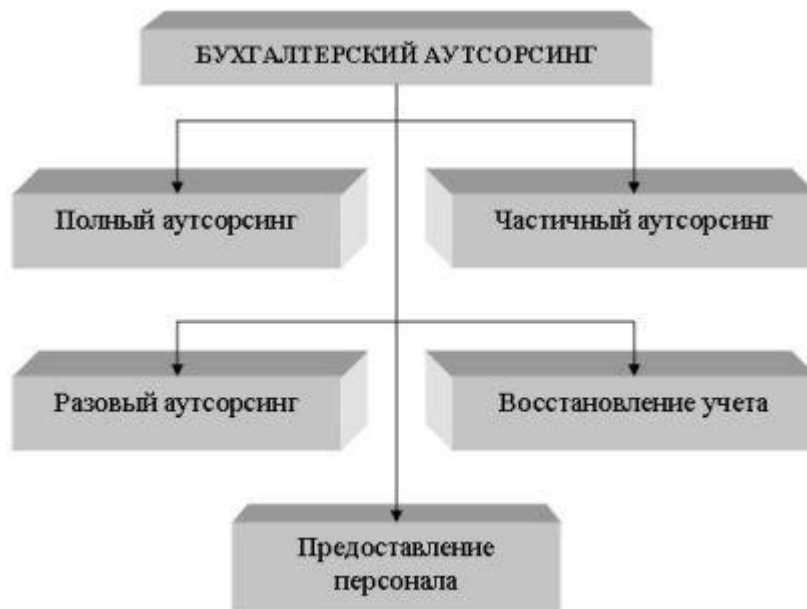 БУХГАЛТЕРСКИЙ АУТСОРСИНГ
Полный аутсорсинг
Частичный аутсорсинг
Разовый аутсорсинг
Восстановление учета
Предоставление
персонала